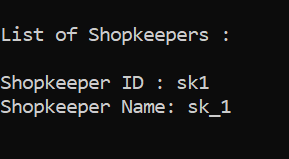 List of Shopkeepers :
Shopkeeper ID : sk1
Shopkeeper Name: sk_1